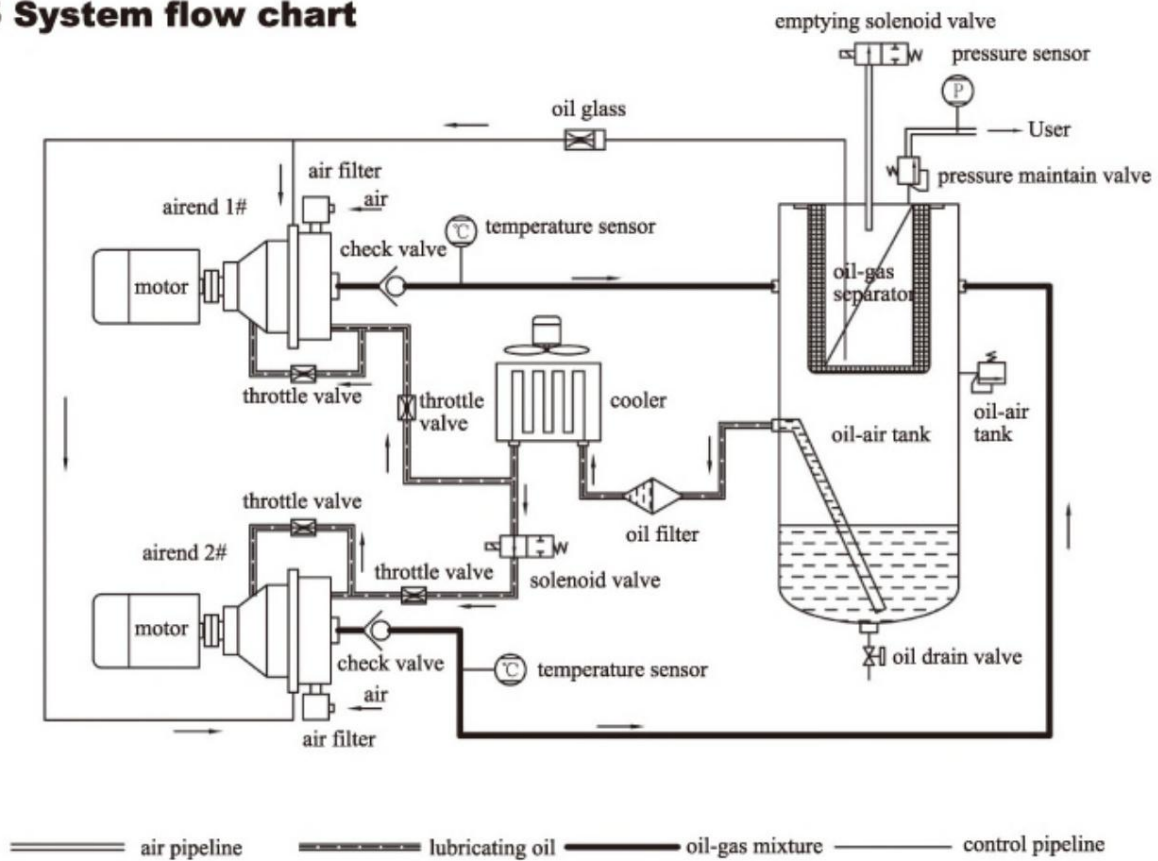 System flow chart
emptying solenoid valve
pressure sensor
P
User
oil glass
pressure maintain valve
air filter
air
airend 1#
temperature sensor
°C
check valve
motor
oil-gas
separator
throttle valve
throttle
valve
cooler
oil-air
tank
oil-air tank
throttle valve
oil filter
airend 2#
throttle valve
solenoid valve
motor
check valve
°C
temperature sensor
oil drain valve
air
air filter
air pipeline
lubricating oil
oil-gas mixture
control pipeline